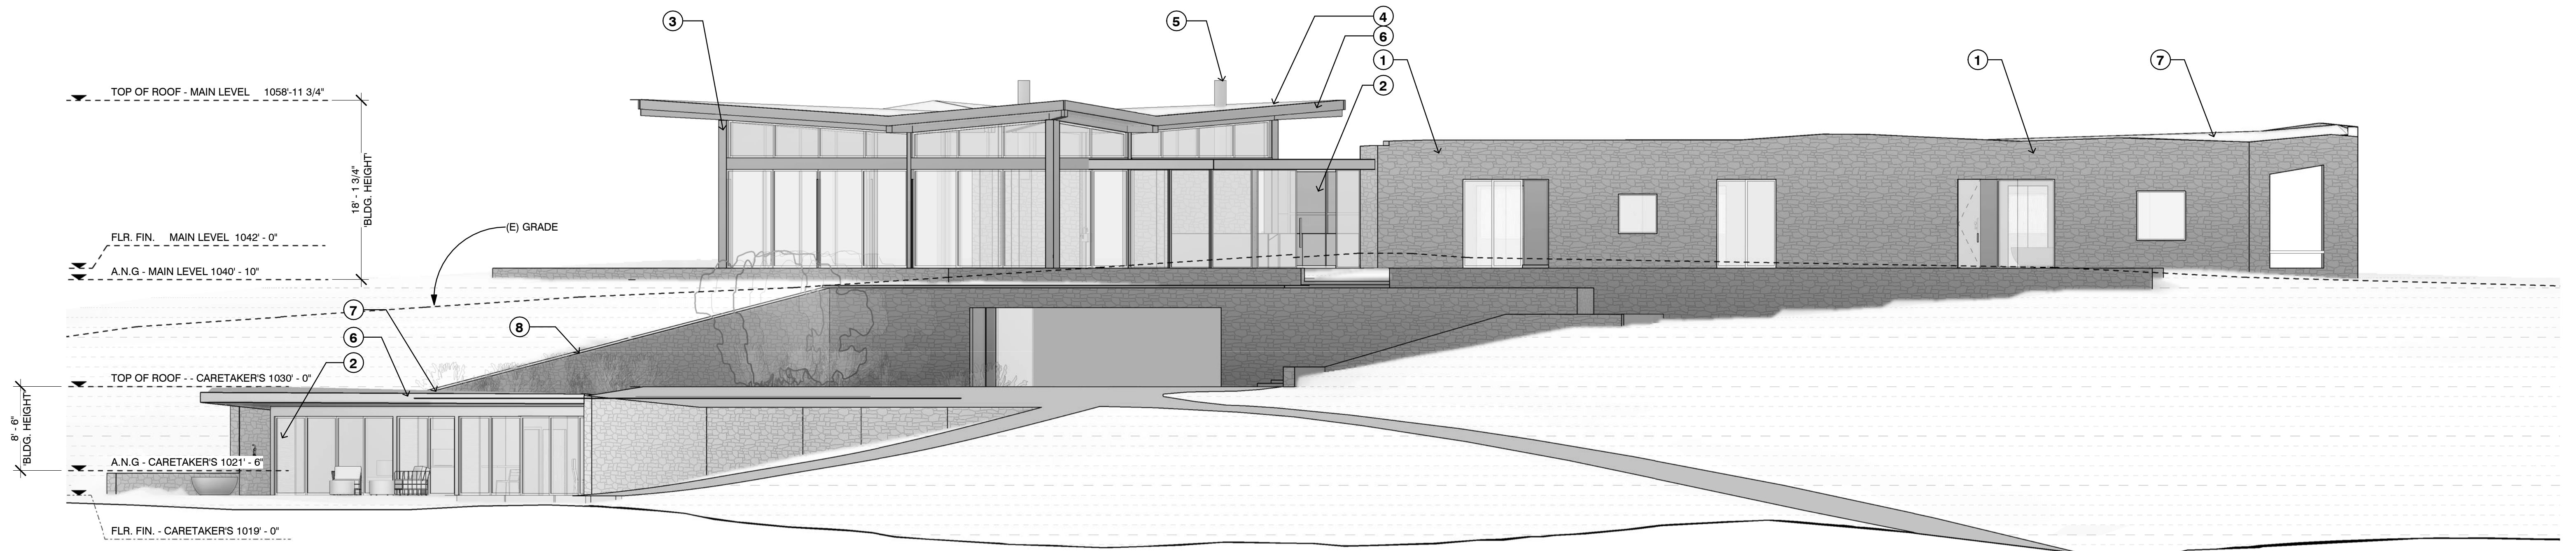 3
5
4
6
1
2
1
7
TOP OF ROOF - MAIN LEVEL 1058'-11 3/4"
18' - 1 3/4"
"BLDG. HEIGHT"
(E) GRADE
FLR. FIN. MAIN LEVEL 1042' - 0"
A.N.G - MAIN LEVEL 1040' - 10"
7
8
6
2
TOP OF ROOF - - CARETAKER'S 1030' - 0"
8' - 6"
"BLDG. HEIGHT"
A.N.G - CARETAKER'S 1021' - 6"
FLR. FIN. - CARETAKER'S 1019' - 0"